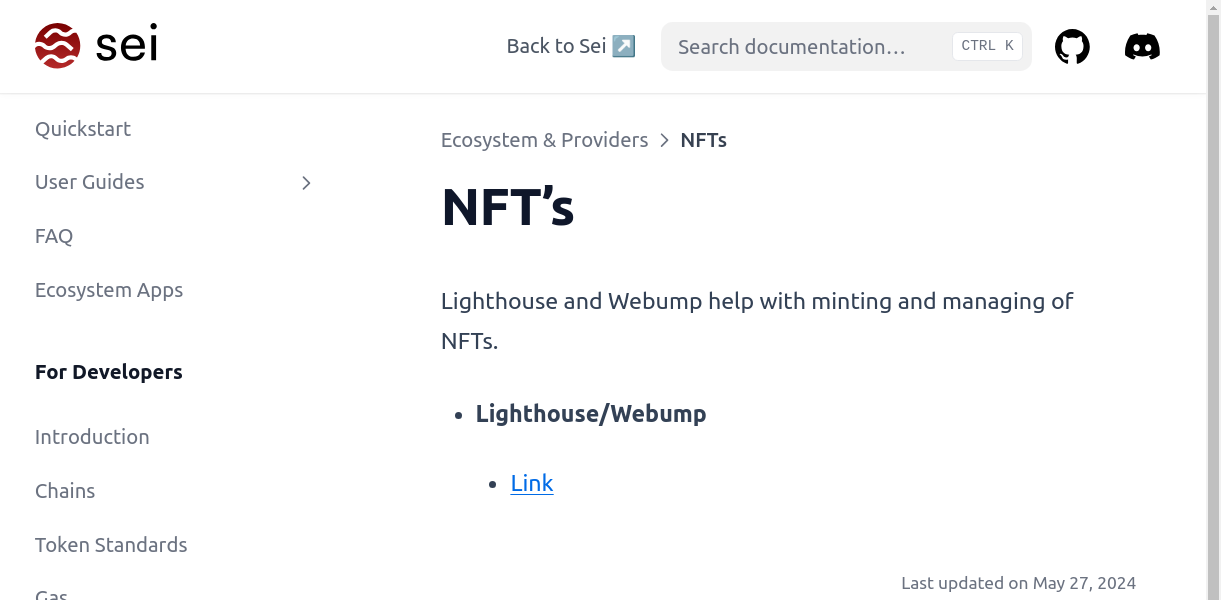 sei
Back to Sei ↗️
Search documentation…
CTRL K
Quickstart
User Guides
FAQ
Ecosystem Apps
For Developers
Introduction
Chains
Token Standards
Gas
Ecosystem & Providers > NFTs
NFT’s
Lighthouse and Webump help with minting and managing of
NFTs.
• Lighthouse/Webump
• Link
Last updated on May 27, 2024